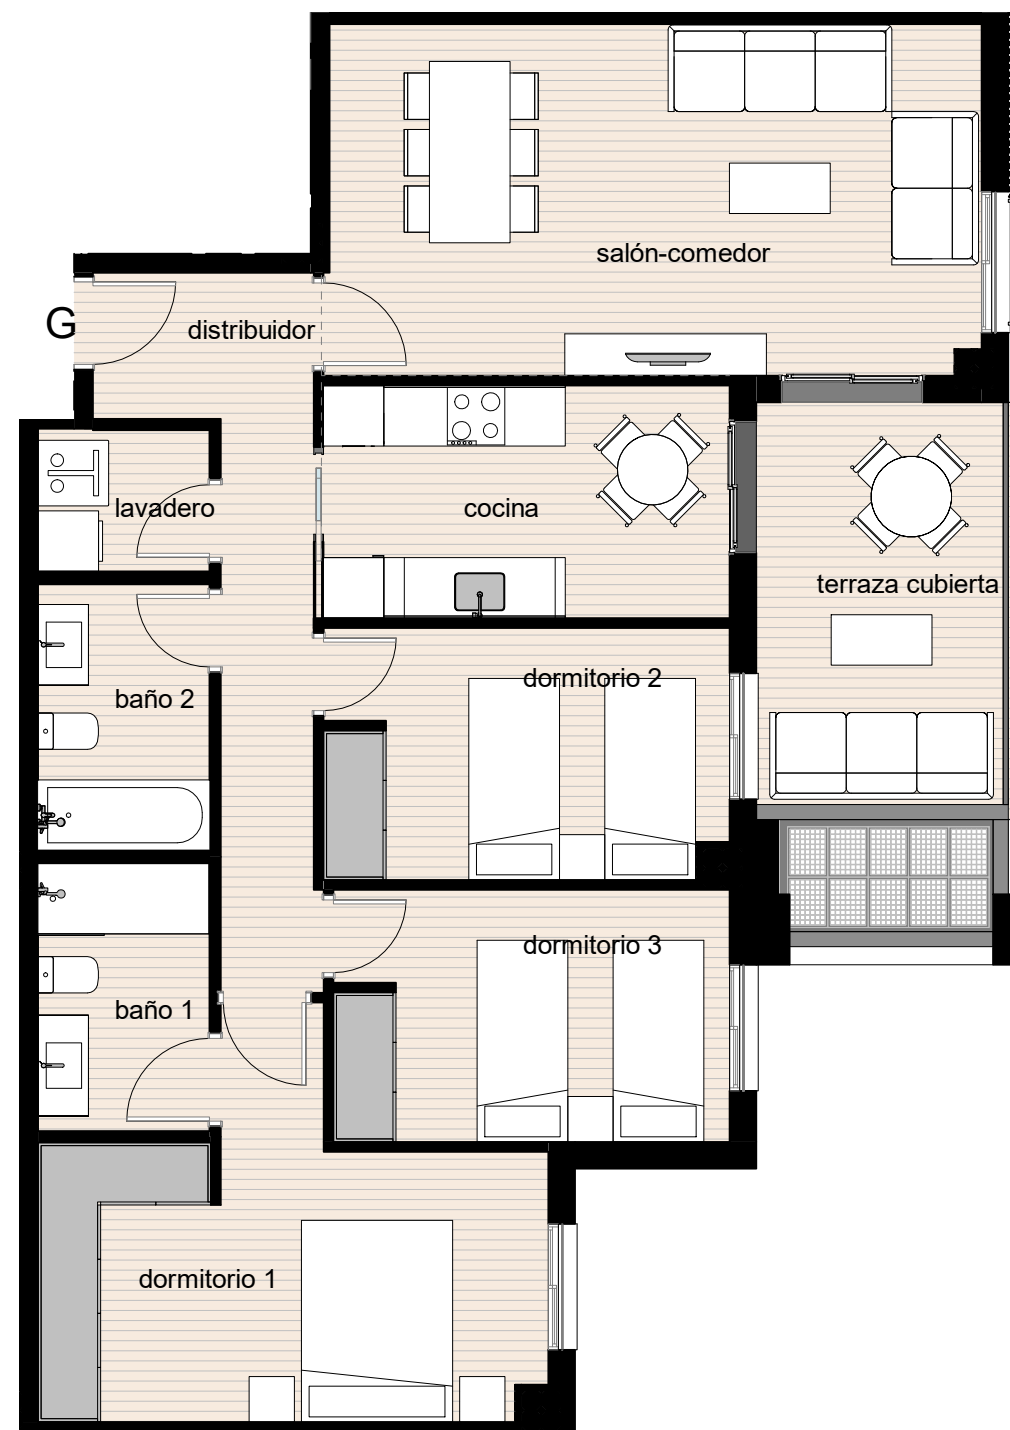 salón-comedor
G
distribuidor
lavadero
cocina
terraza cubierta
dormitorio 2
baño 2
dormitorio 3
baño 1
dormitorio 1